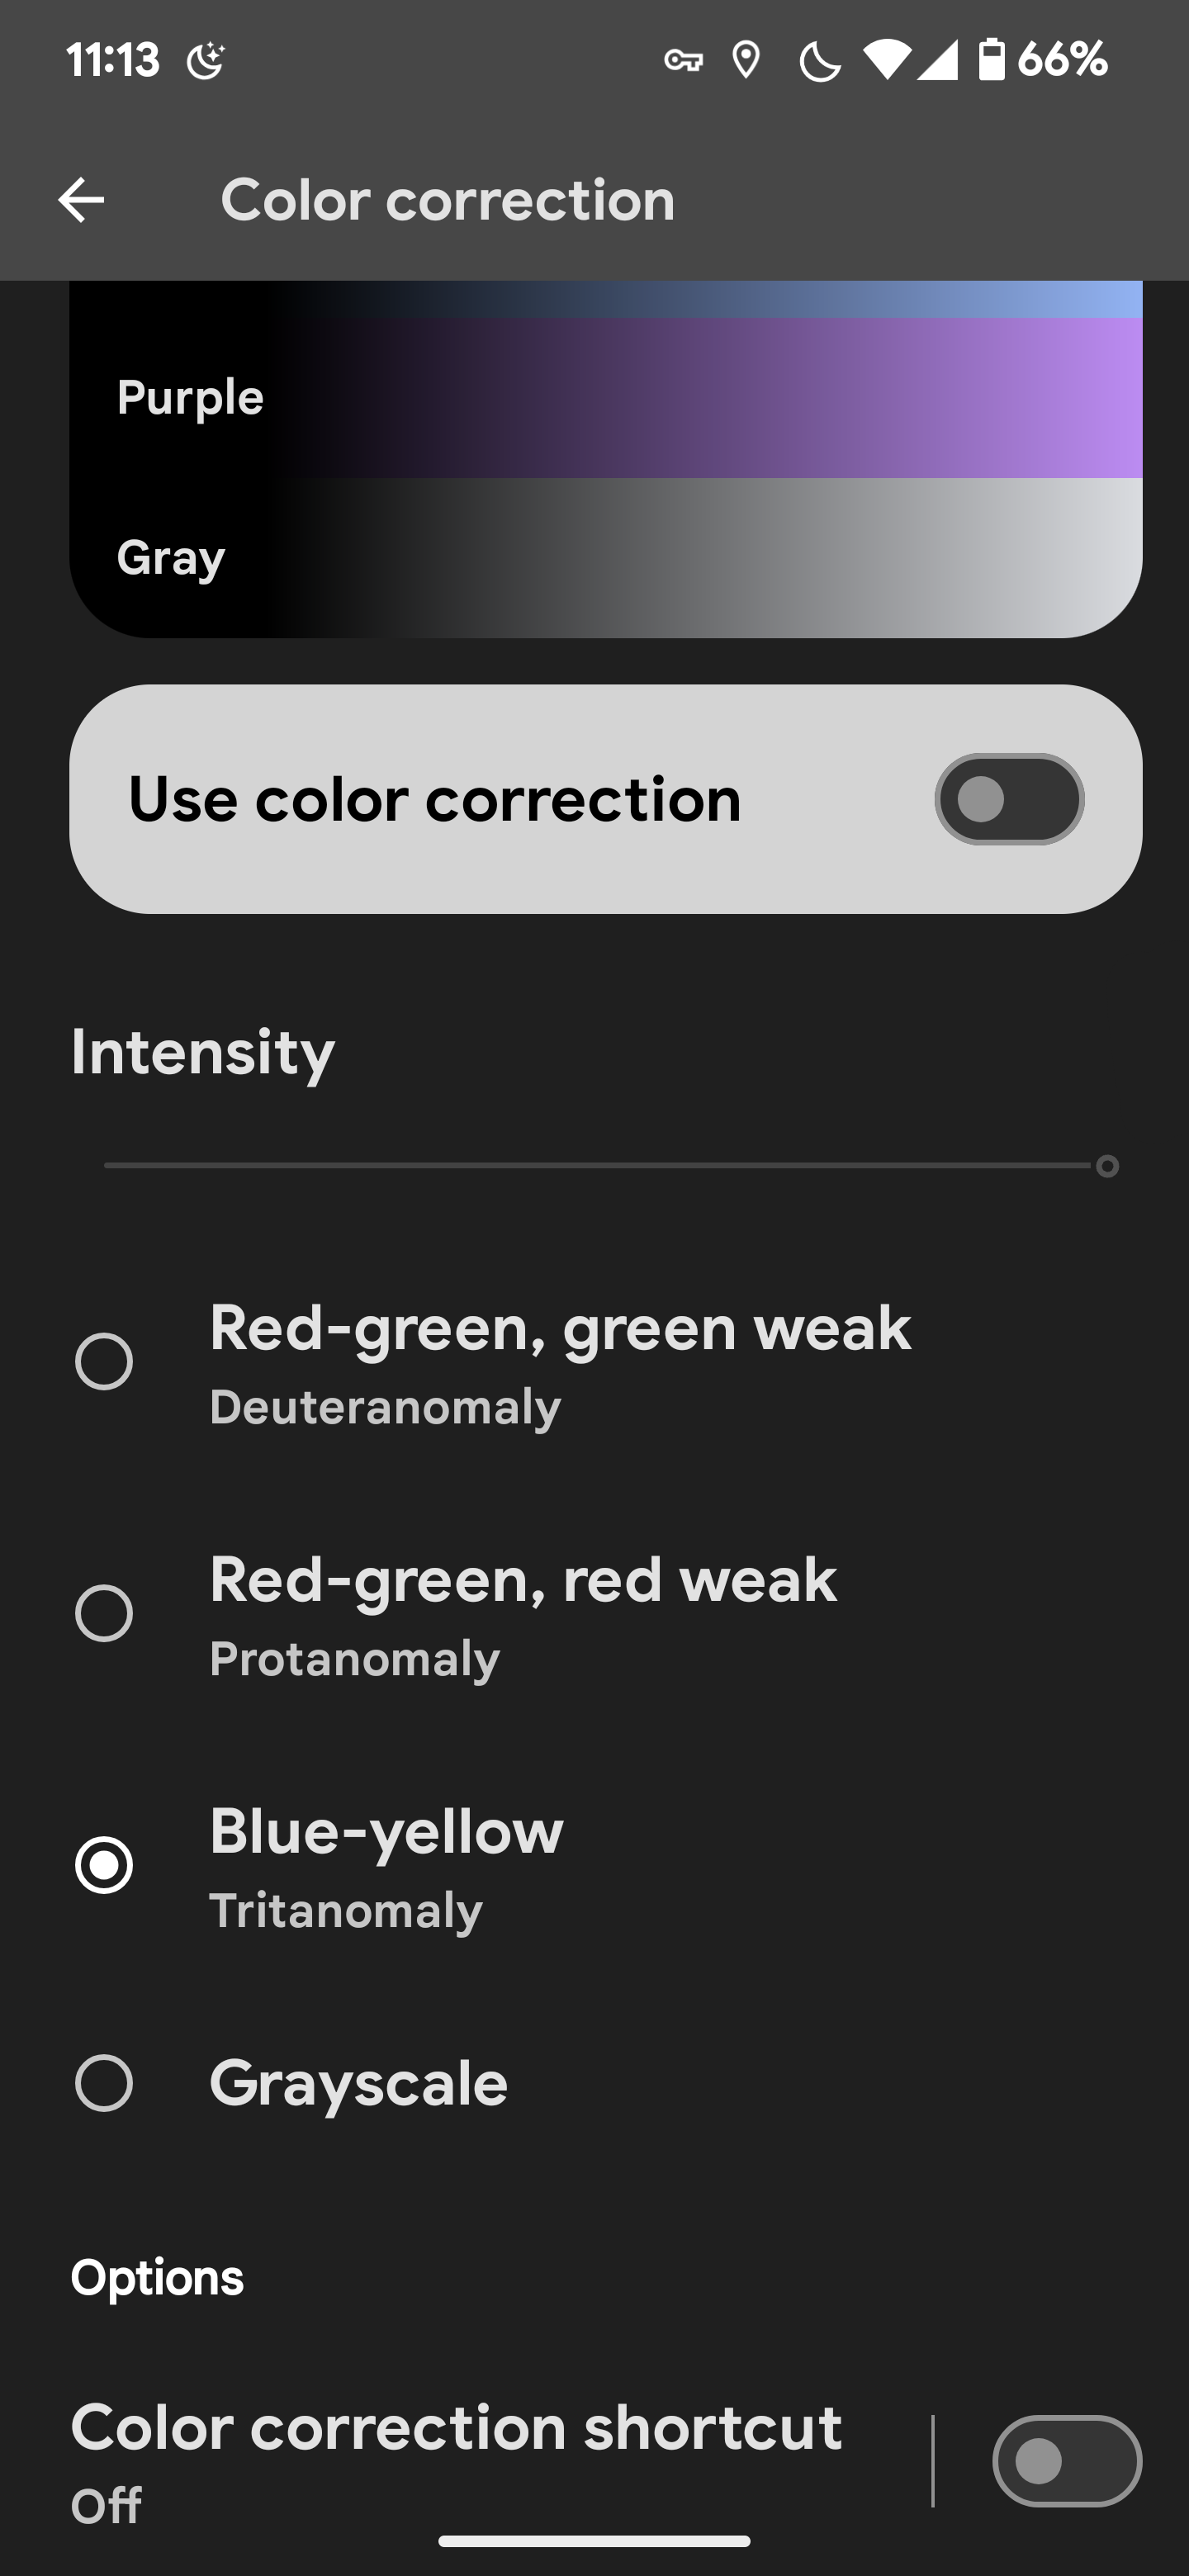 11:13 66%
Color correction
Purple
Gray
Use color correction
Intensity
Red-green, green weak
Deuteranomaly
Red-green, red weak
Protanomaly
Blue-yellow
Tritanomaly
Grayscale
Options
Color correction shortcut
Off